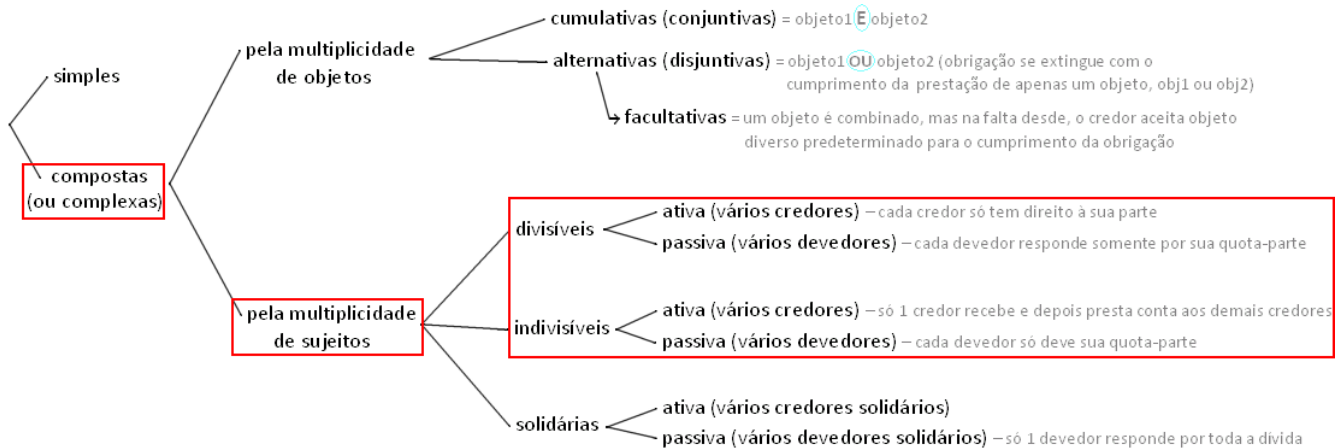 simples
compostas
(ou complexas)
pela multiplicidade
de objetos
cumulativas (conjuntivas) = objeto1 E objeto2
alternativas (disjuntivas) = objeto1 OU objeto2 (obrigação se extingue com o
cumprimento da prestação de apenas um objeto, obj1 ou obj2)
facultativas = um objeto é combinado, mas na falta desde, o credor aceita objeto
diverso predeterminado para o cumprimento da obrigação
pela multiplicidade
de sujeitos
divisíveis
ativa (vários credores) – cada credor só tem direito à sua parte
passiva (vários devedores) – cada devedor responde somente por sua quota-parte
indivisíveis
ativa (vários credores) – só 1 credor recebe e depois presta conta aos demais credores
passiva (vários devedores) – cada devedor só deve sua quota-parte
solidárias
ativa (vários credores solidários)
passiva (vários devedores solidários) – só 1 devedor responde por toda a dívida